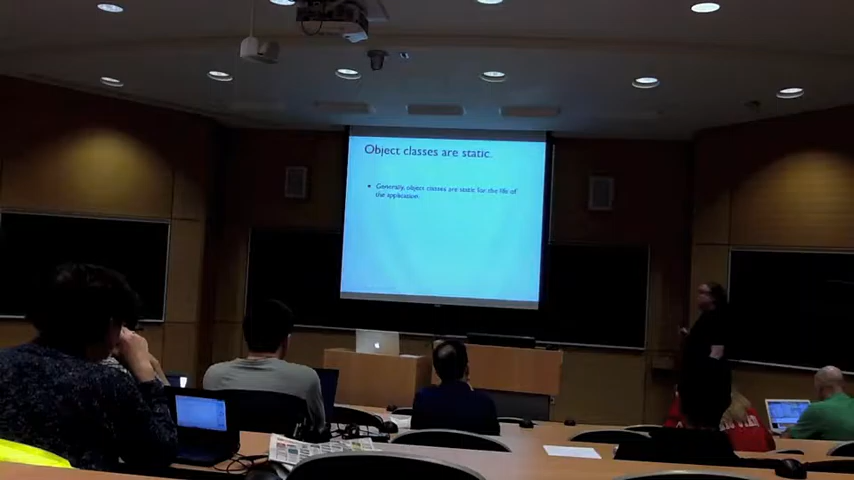 Object classes are static.
• Generally, object classes are static for the life of
the application.